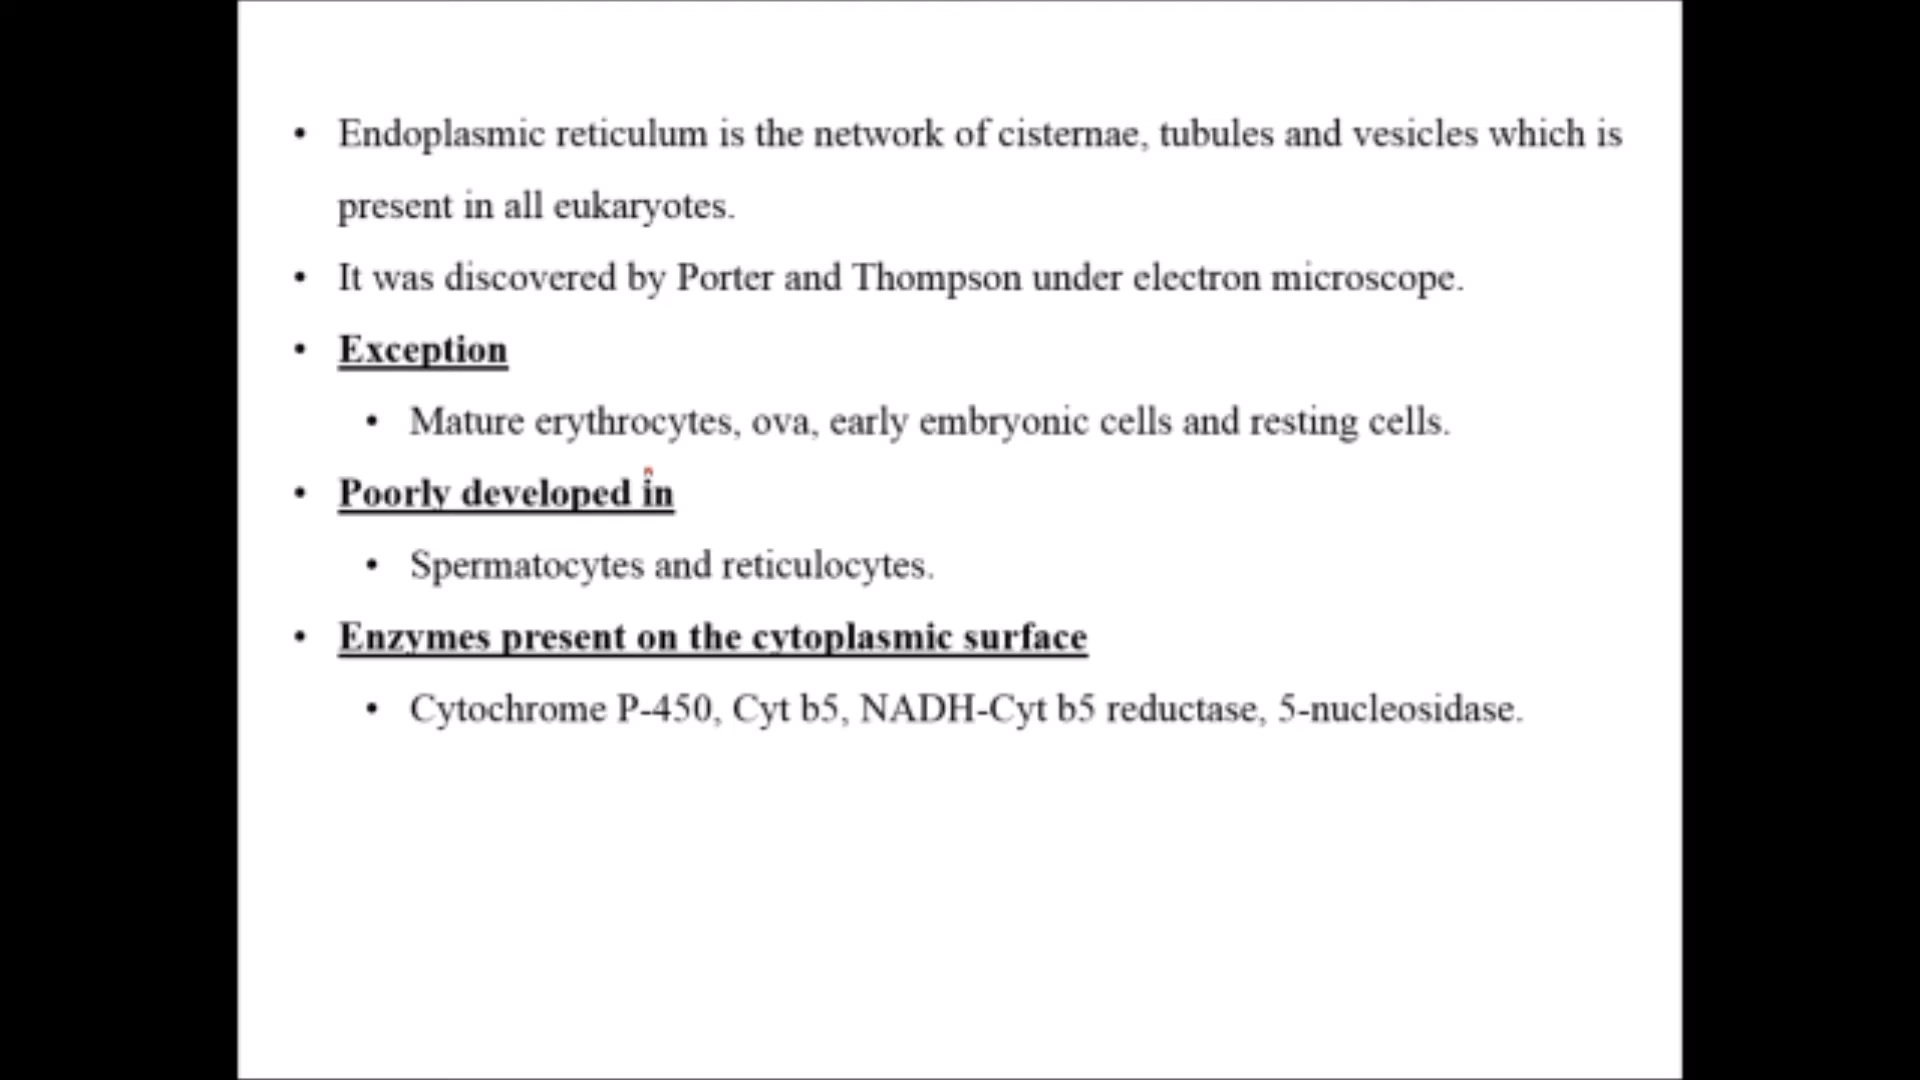 • Endoplasmic reticulum is the network of cisternae, tubules and vesicles which is
present in all eukaryotes.
• It was discovered by Porter and Thompson under electron microscope.
• Exception
• Mature erythrocytes, ova, early embryonic cells and resting cells.
• Poorly developed in
• Spermatocytes and reticulocytes.
• Enzymes present on the cytoplasmic surface
• Cytochrome P-450, Cyt b5, NADH-Cyt b5 reductase, 5-nucleosidase.